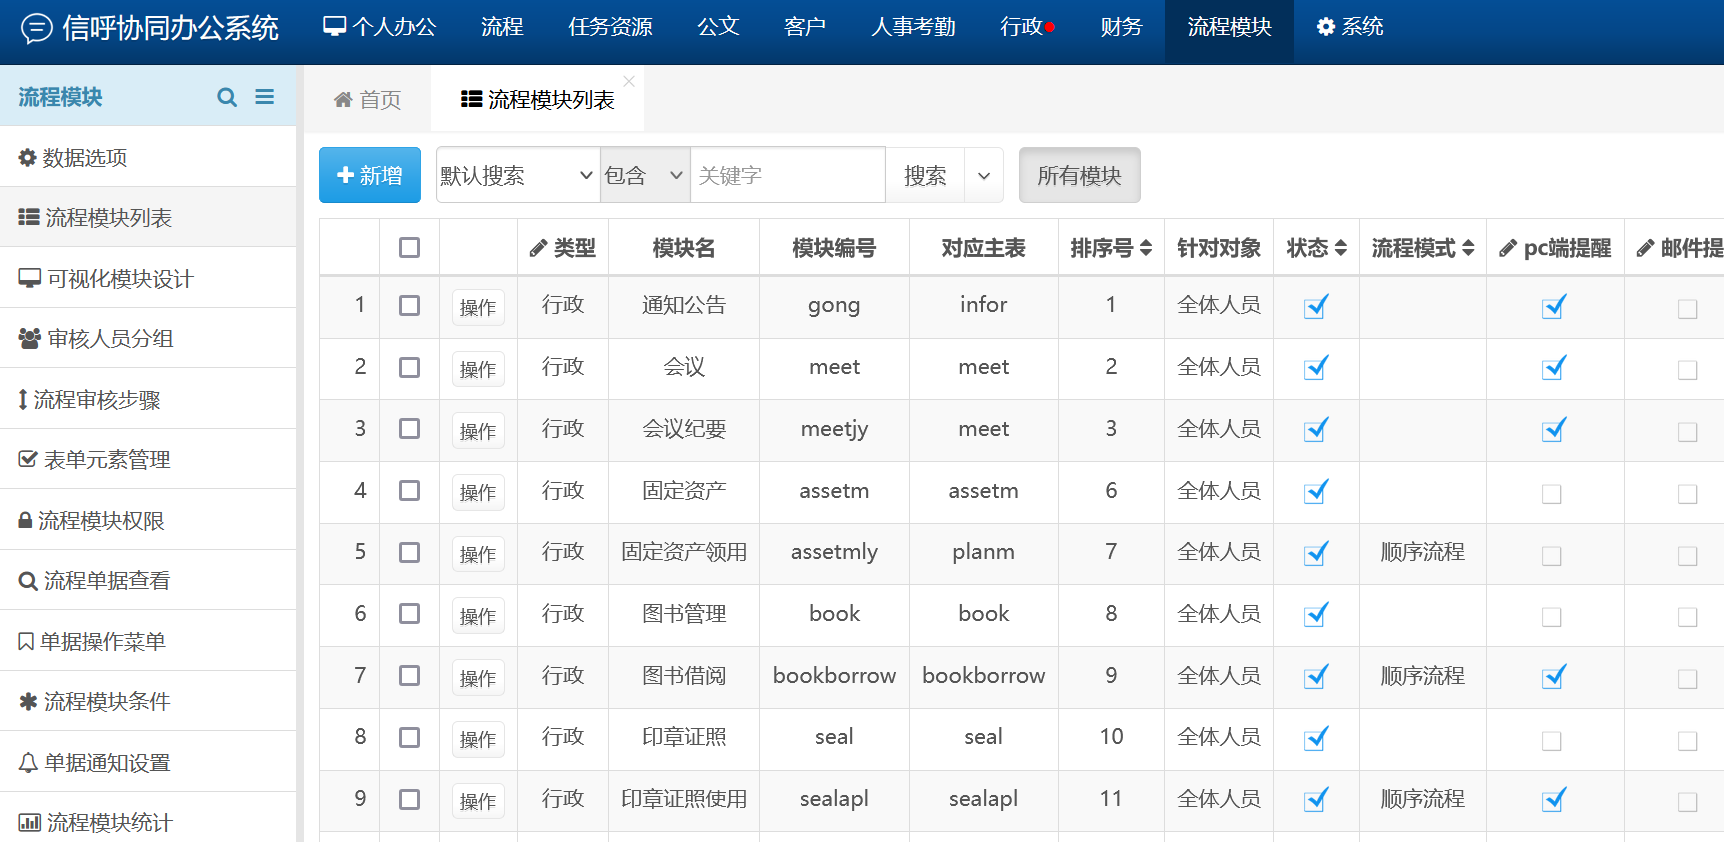 信呼协同办公系统 个人办公 流程 任务资源 公文 客户 人事考勤 行政 财务 流程模块 系统
流程模块
首页 流程模块列表
数据选项
流程模块列表
可视化模块设计
审核人员分组
流程审核步骤
表单元素管理
流程模块权限
流程单据查看
单据操作菜单
流程模块条件
单据通知设置
流程模块统计
新增 默认搜索 包含 关键字 搜索 所有模块
类型 模块名 模块编号 对应主表 排序号 针对对象 状态 流程模式 pc端提醒 邮件提
1 操作 行政 通知公告 gong infor 1 全体人员
2 操作 行政 会议 meet meet 2 全体人员
3 操作 行政 会议纪要 meetjy meet 3 全体人员
4 操作 行政 固定资产 assetm assetm 6 全体人员
5 操作 行政 固定资产领用 assetmly planm 7 全体人员 顺序流程
6 操作 行政 图书管理 book book 8 全体人员
7 操作 行政 图书借阅 bookborrow bookborrow 9 全体人员 顺序流程
8 操作 行政 印章证照 seal seal 10 全体人员
9 操作 行政 印章证照使用 sealapl sealapl 11 全体人员 顺序流程